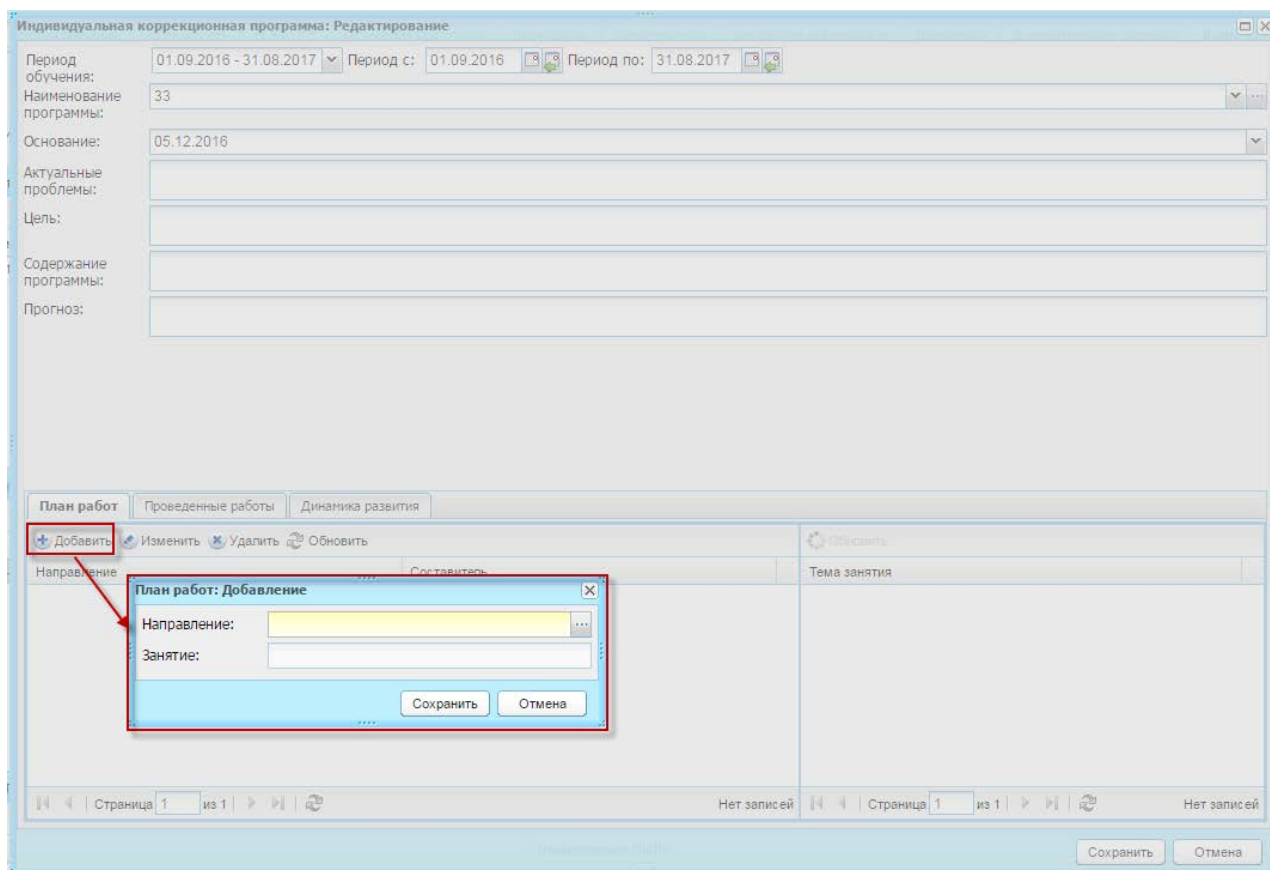 Индивидуальная коррекционная программа: Редактирование
Период обучения: 01.09.2016 - 31.08.2017 Период с: 01.09.2016 Период по: 31.08.2017
Наименование программы: 33
Основание: 05.12.2016
Актуальные проблемы:
Цель:
Содержание программы:
Прогноз:
План работ Проведенные работы Динамика развития
Добавить Изменить Удалить Обновить Обновить
Направление Составитель Тема занятия
План работ: Добавление
Направление: ...
Занятие:
Сохранить Отмена
Страница 1 из 1 Нет записей Страница 1 из 1 Нет записей
Сохранить Отмена